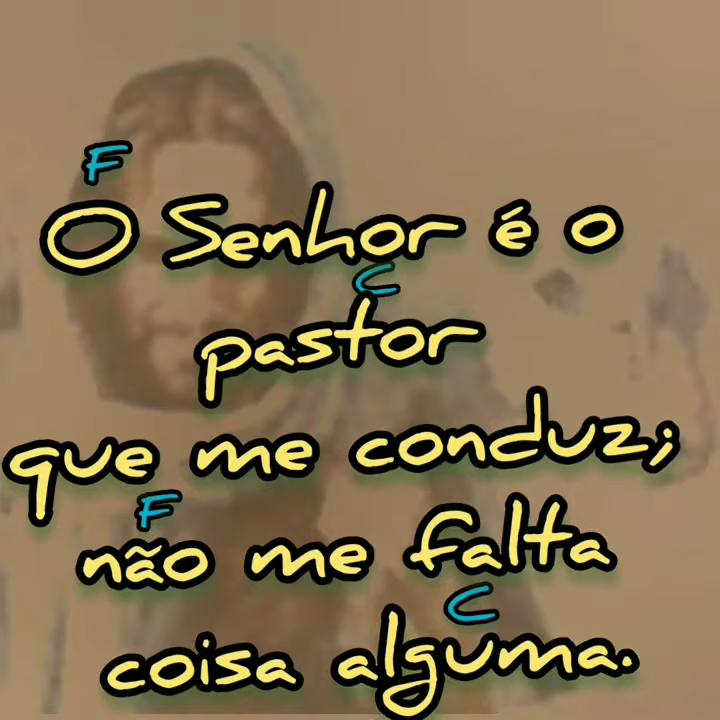 F
O Senhor é o
C
pastor
que me conduz;
F
não me falta
C
coisa alguma.